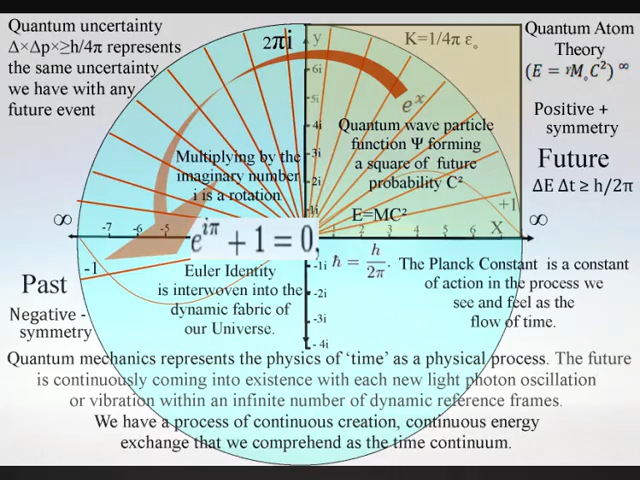 Quantum uncertainty
Δ×Δp×≥h/4π represents
the same uncertainty
we have with any
future event
2πi
y
K=1/4π ε。
Quantum Atom
Theory
(E = ᵞM。C²) ∞
Positive +
symmetry
Future
ΔE Δt ≥ h/2π
6i
5i
4i
3i
2i
1i
eˣ
Quantum wave particle
function Ψ forming
a square of future
probability C²
E=MC²
Multiplying by the
imaginary number
i is a rotation
+1
∞
∞
-7 -6 -5
1 2 3 4 5 6 X
e^iπ + 1 = 0,
-1
Past
Negative -
symmetry
Euler Identity
is interwoven into the
dynamic fabric of
our Universe.
-1i
-2i
-3i
- 4i
ħ = h/2π.
The Planck Constant is a constant
of action in the process we
see and feel as the
flow of time.
Quantum mechanics represents the physics of ‘time’ as a physical process. The future
is continuously coming into existence with each new light photon oscillation
or vibration within an infinite number of dynamic reference frames.
We have a process of continuous creation, continuous energy
exchange that we comprehend as the time continuum.